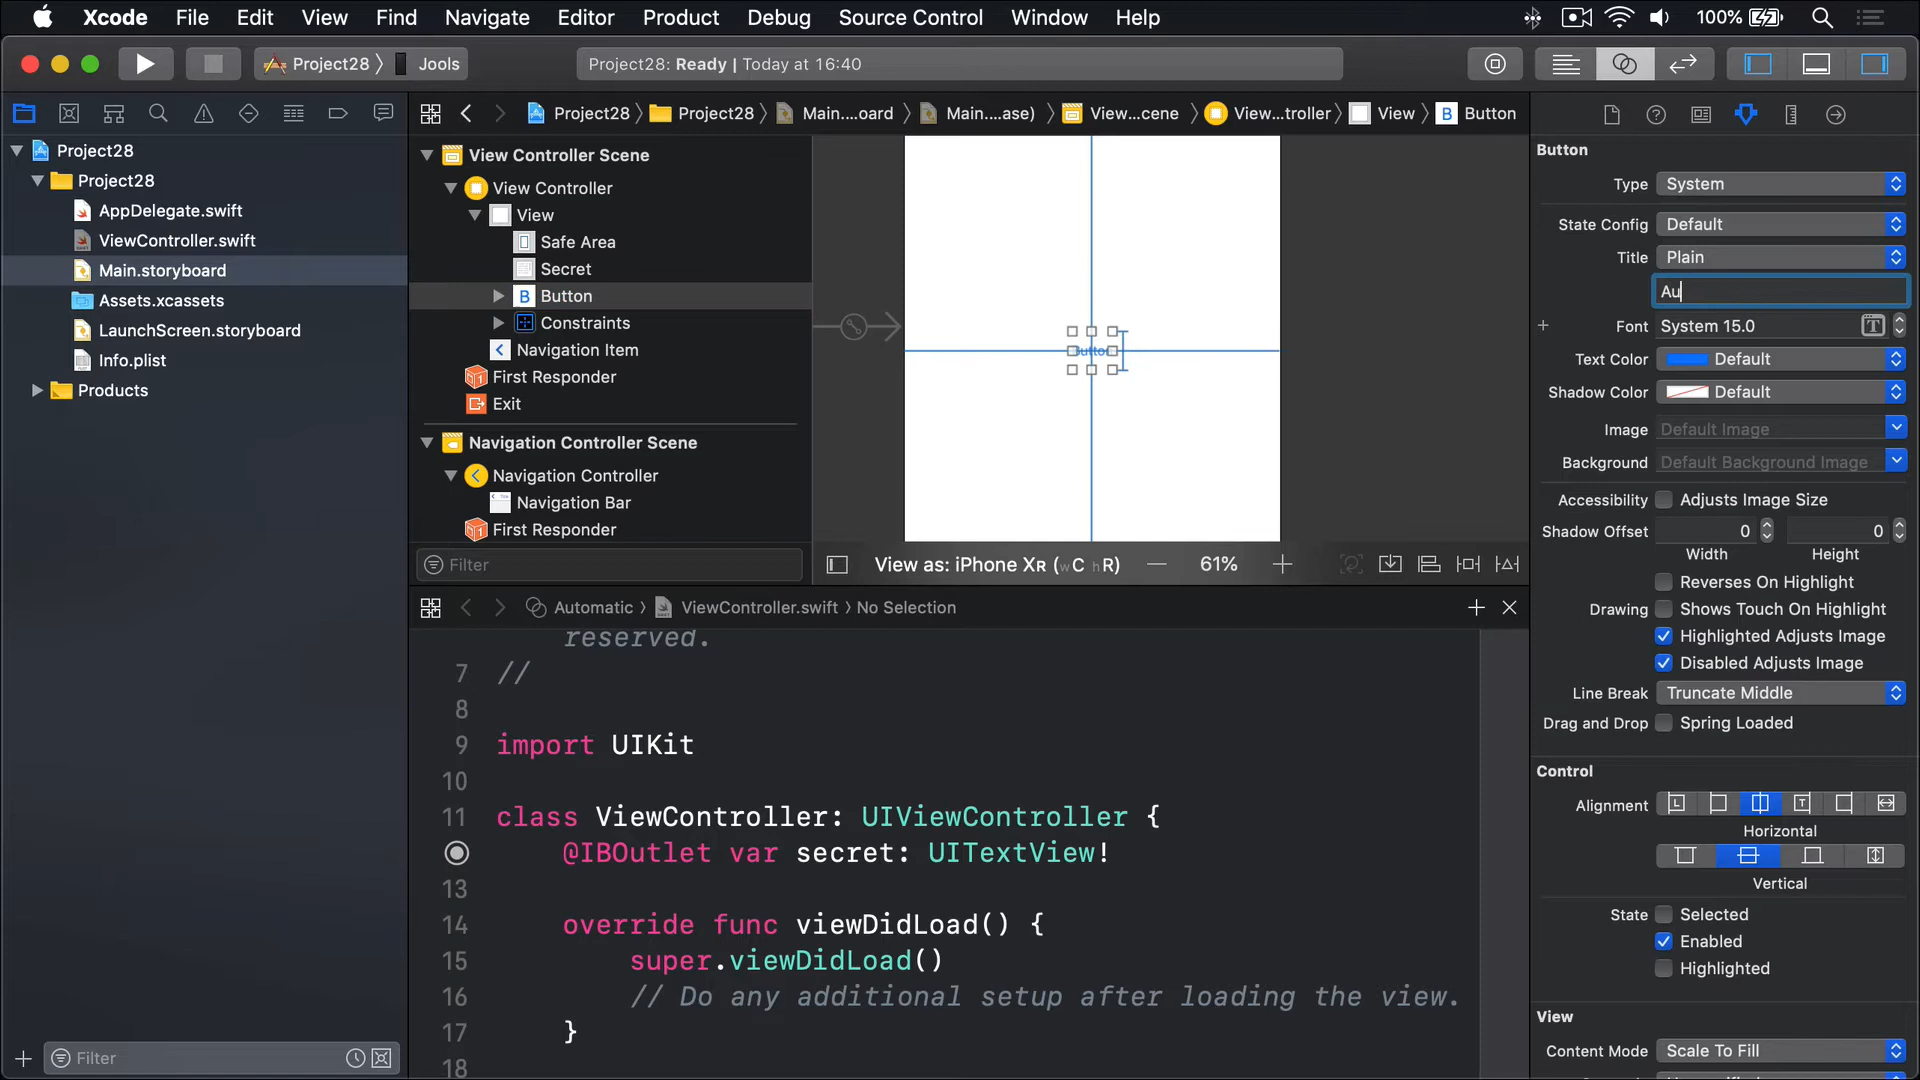 Xcode File Edit View Find Navigate Editor Product Debug Source Control Window Help 100%
Project28 Jools
Project28: Ready | Today at 16:40
Project28
Project28
AppDelegate.swift
ViewController.swift
Main.storyboard
Assets.xcassets
LaunchScreen.storyboard
Info.plist
Products
Filter
Project28 Project28 Main....oard Main....ase) View...cene View...troller View B Button
View Controller Scene
View Controller
View
Safe Area
Secret
B Button
Constraints
Navigation Item
First Responder
Exit
Navigation Controller Scene
Navigation Controller
Navigation Bar
First Responder
Filter
Button
View as: iPhone XR (wC hR) — 61% +
Automatic ViewController.swift No Selection
reserved.
7 //
8
9 import UIKit
10
11 class ViewController: UIViewController {
@IBOutlet var secret: UITextView!
13
14 override func viewDidLoad() {
15 super.viewDidLoad()
16 // Do any additional setup after loading the view.
17 }
18
Button
Type System
State Config Default
Title Plain
Au
+ Font System 15.0 T
Text Color Default
Shadow Color Default
Image Default Image
Background Default Background Image
Accessibility Adjusts Image Size
Shadow Offset 0 0
Width Height
Reverses On Highlight
Drawing Shows Touch On Highlight
Highlighted Adjusts Image
Disabled Adjusts Image
Line Break Truncate Middle
Drag and Drop Spring Loaded
Control
Alignment
Horizontal
Vertical
State Selected
Enabled
Highlighted
View
Content Mode Scale To Fill